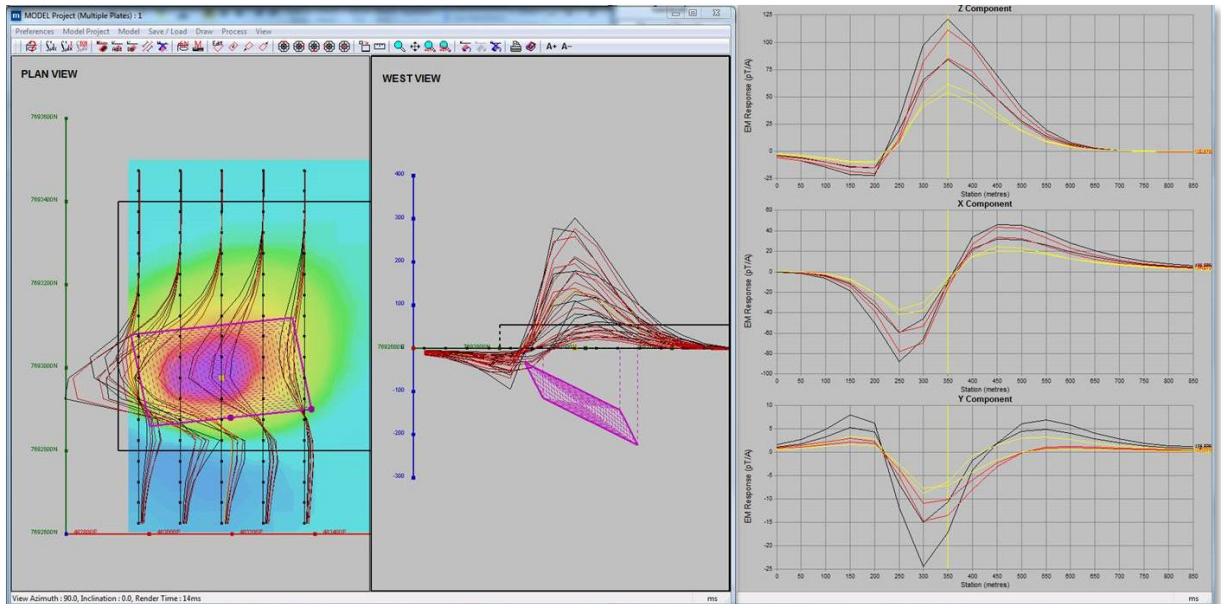 MODEL Project (Multiple Plates) : 1
Preferences Model Project Model Save / Load Draw Process View
A+ A-
PLAN VIEW
7693600N
7693400N
7693200N
7693000N
7692800N
7692600N
WEST VIEW
400
300
200
100
-100
-200
-300
View Azimuth : 90.0, Inclination : 0.0, Render Time : 14ms
ms
Z Component
EM Response (pT/A)
125
100
75
50
25
0
-25
0 50 100 150 200 250 300 350 400 450 500 550 600 650 700 750 800 850
Station (metres)
X Component
EM Response (pT/A)
60
40
20
0
-20
-40
-60
-80
-100
0 50 100 150 200 250 300 350 400 450 500 550 600 650 700 750 800 850
Station (metres)
Y Component
EM Response (pT/A)
10
5
0
-5
-10
-15
-20
-25
0 50 100 150 200 250 300 350 400 450 500 550 600 650 700 750 800 850
Station (metres)
ms